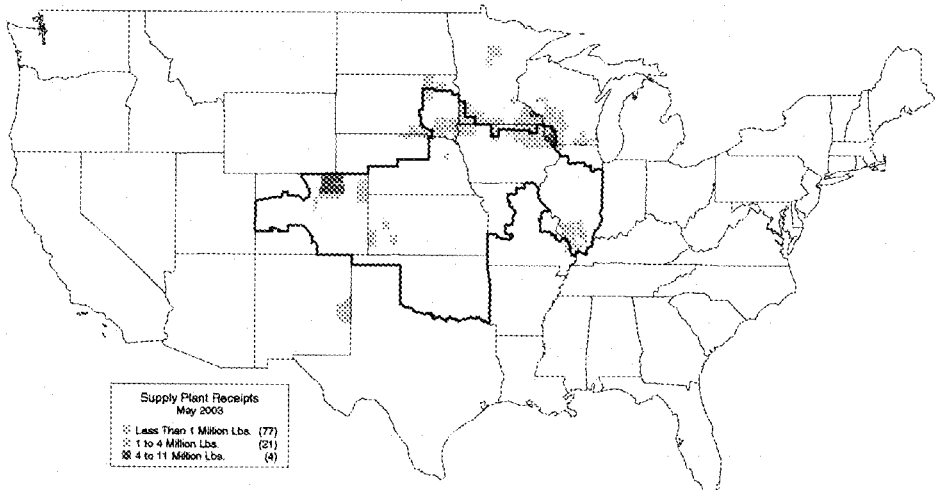 Supply Plant Receipts
May 2003
Less Than 1 Million Lbs. (77)
1 to 4 Million Lbs. (21)
4 to 11 Million Lbs. (4)